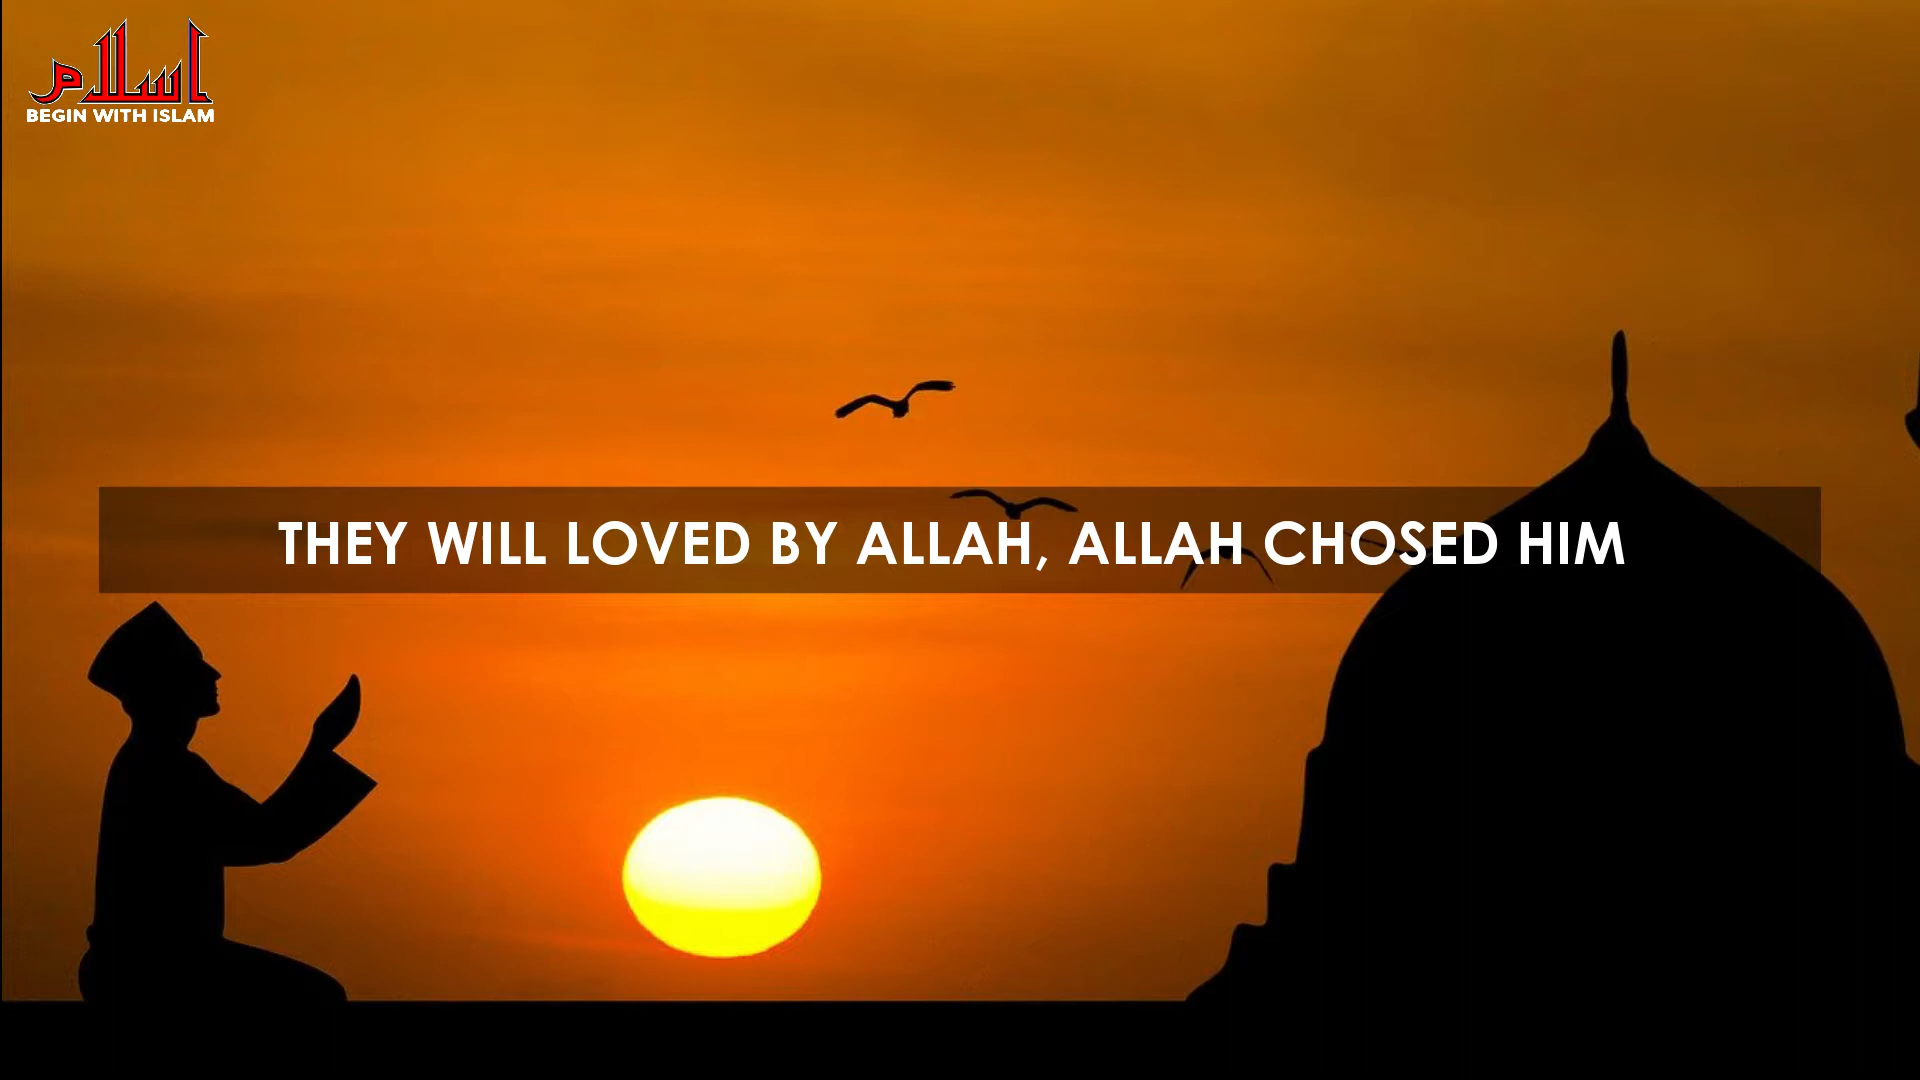 اسلام
BEGIN WITH ISLAM
THEY WILL LOVED BY ALLAH, ALLAH CHOSED HIM